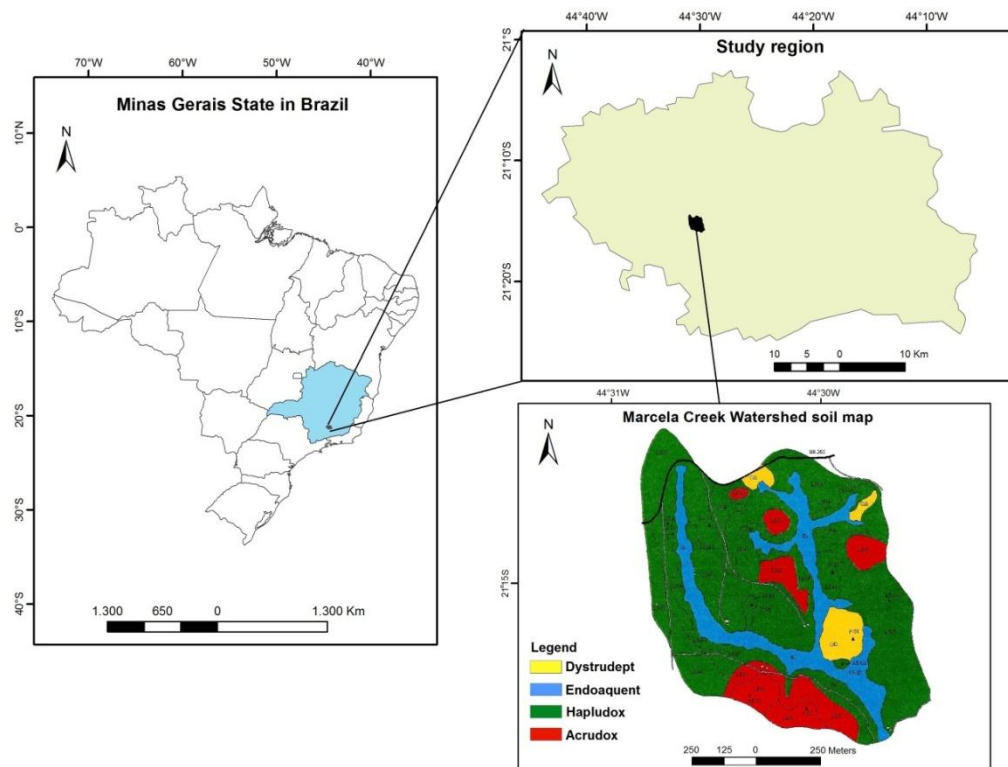 70°W 60°W 50°W 40°W
Minas Gerais State in Brazil
N
10°N
0°
10°S
20°S
30°S
40°S
1.300 650 0 1.300 Km
44°40'W 44°30'W 44°20'W 44°10'W
Study region
N
21°S
21°10'S
21°20'S
10 5 0 10 Km
44°31'W 44°30'W
Marcela Creek Watershed soil map
N
21°15'S
Legend
Dystrudept
Endoaquent
Hapludox
Acrudox
250 125 0 250 Meters